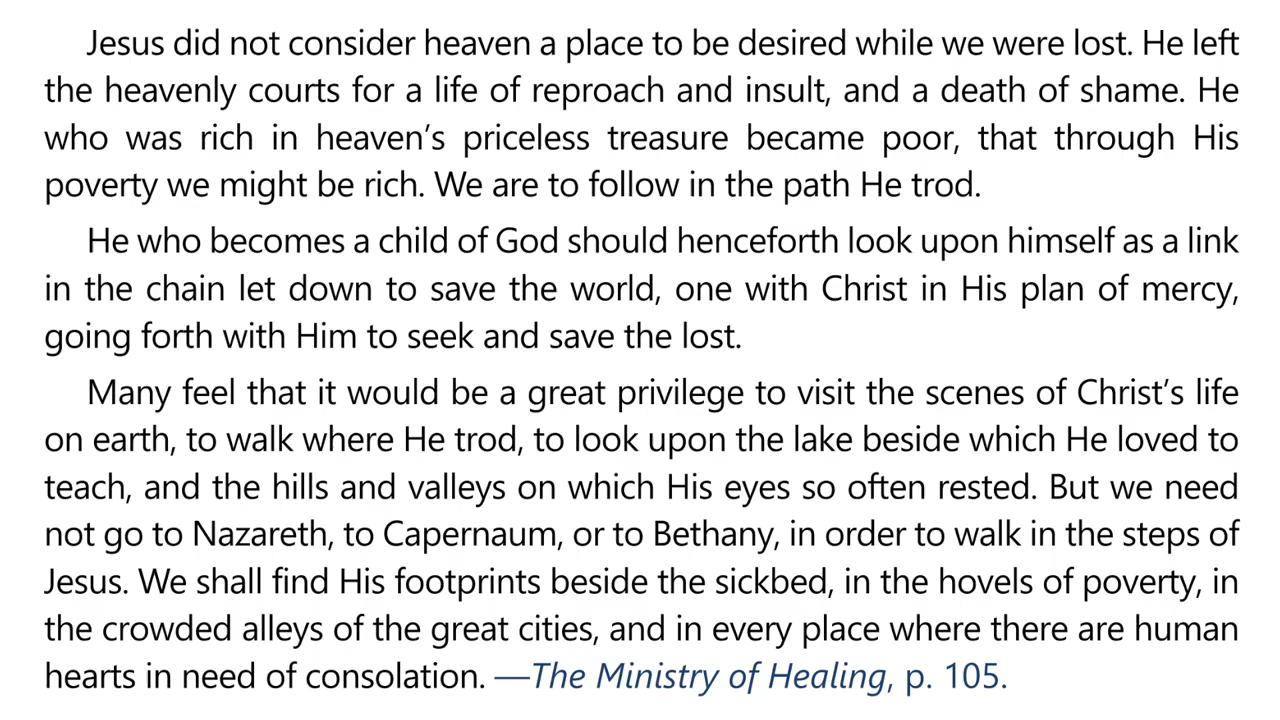 Jesus did not consider heaven a place to be desired while we were lost. He left
the heavenly courts for a life of reproach and insult, and a death of shame. He
who was rich in heaven’s priceless treasure became poor, that through His
poverty we might be rich. We are to follow in the path He trod.
He who becomes a child of God should henceforth look upon himself as a link
in the chain let down to save the world, one with Christ in His plan of mercy,
going forth with Him to seek and save the lost.
Many feel that it would be a great privilege to visit the scenes of Christ’s life
on earth, to walk where He trod, to look upon the lake beside which He loved to
teach, and the hills and valleys on which His eyes so often rested. But we need
not go to Nazareth, to Capernaum, or to Bethany, in order to walk in the steps of
Jesus. We shall find His footprints beside the sickbed, in the hovels of poverty, in
the crowded alleys of the great cities, and in every place where there are human
hearts in need of consolation. —The Ministry of Healing, p. 105.